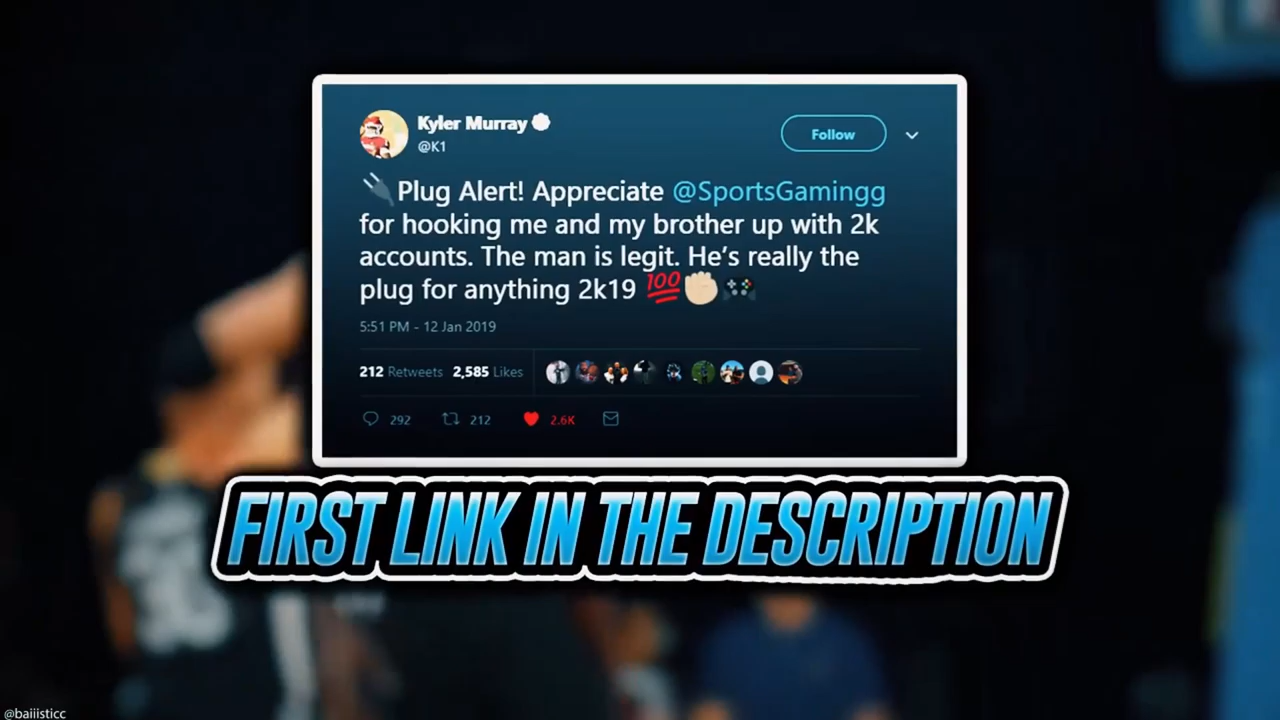 Kyler Murray
@K1
Follow
🔌Plug Alert! Appreciate @SportsGamingg
for hooking me and my brother up with 2k
accounts. The man is legit. He’s really the
plug for anything 2k19 💯✊🏼🎮
5:51 PM - 12 Jan 2019
212 Retweets 2,585 Likes
292 212 2.6K
FIRST LINK IN THE DESCRIPTION
@baiiisticc